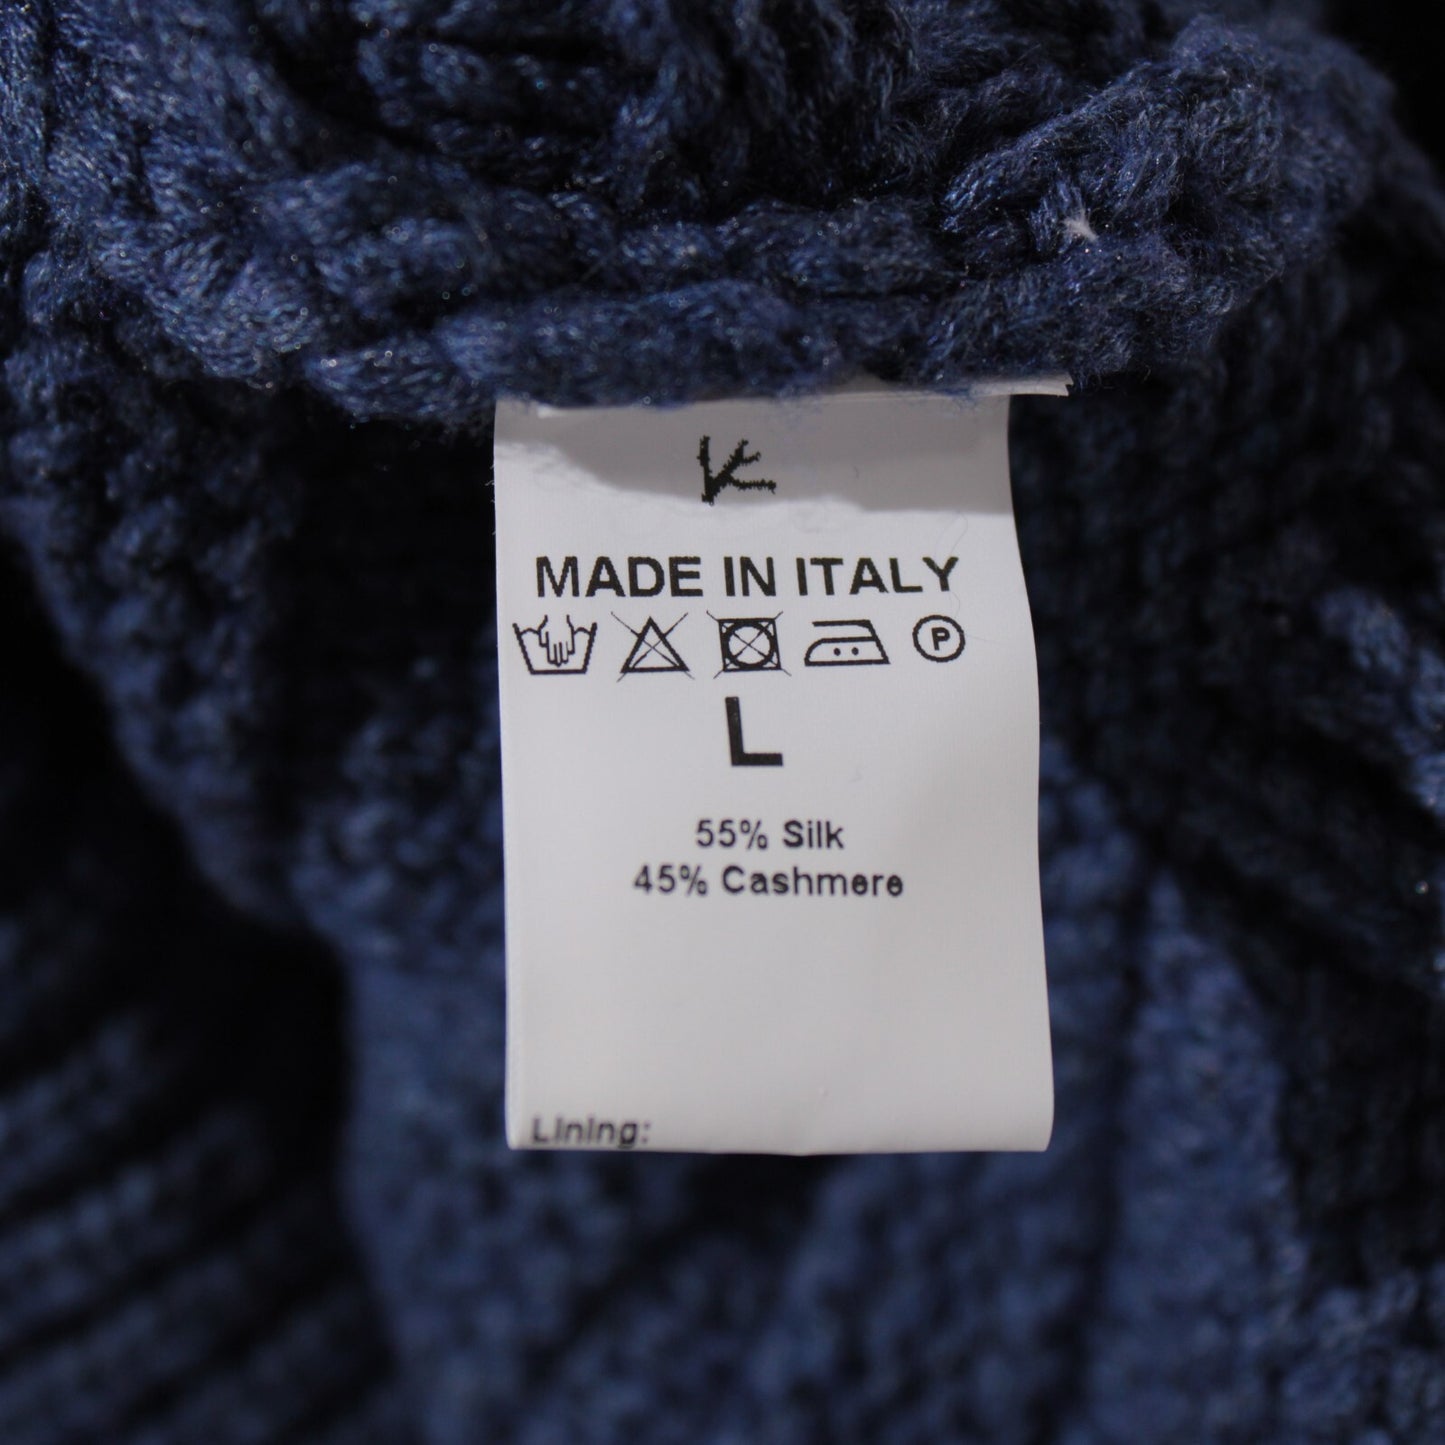 K
MADE IN ITALY
P
L
55% Silk
45% Cashmere
Lining: